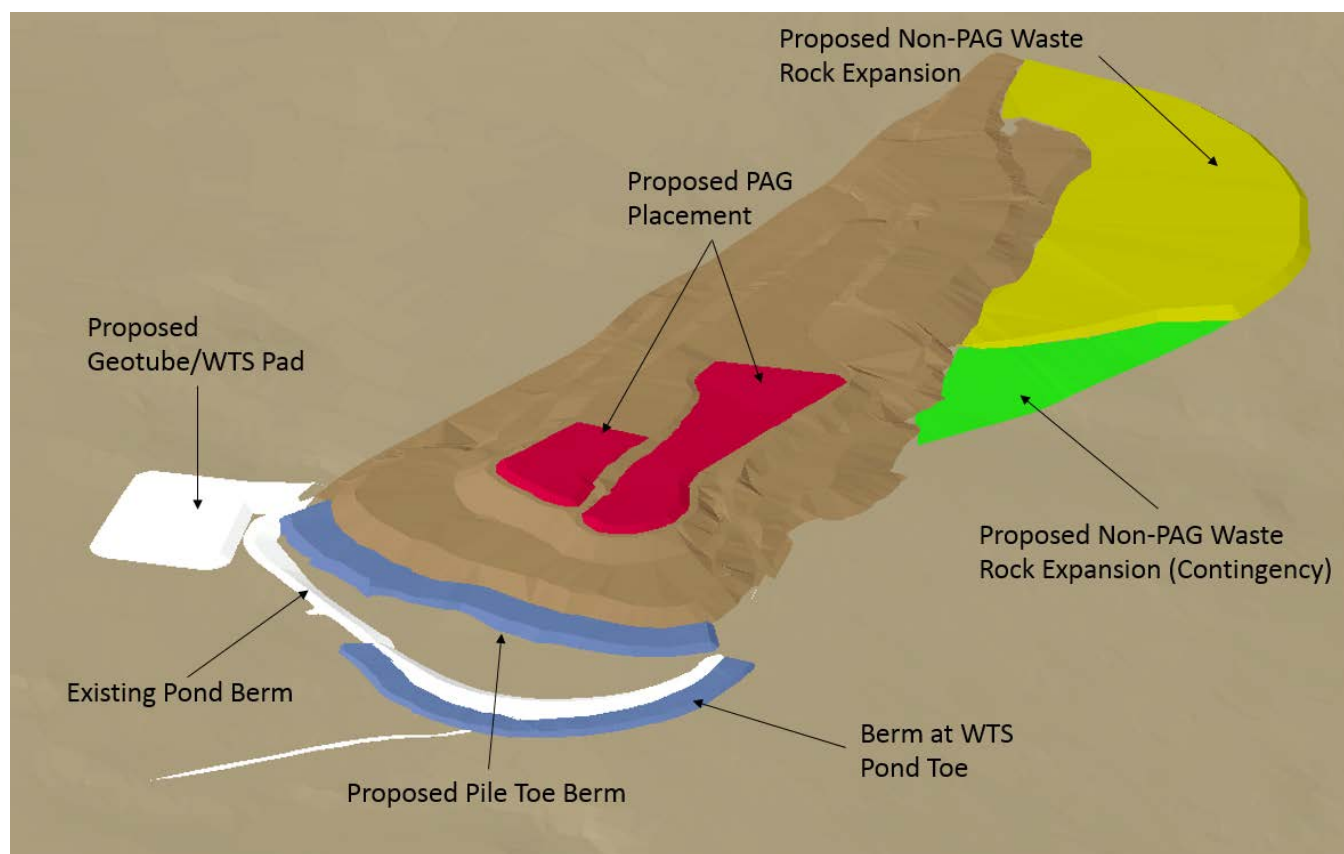 Proposed Non-PAG Waste
Rock Expansion
Proposed PAG
Placement
Proposed
Geotube/WTS Pad
Proposed Non-PAG Waste
Rock Expansion (Contingency)
Existing Pond Berm
Berm at WTS
Pond Toe
Proposed Pile Toe Berm